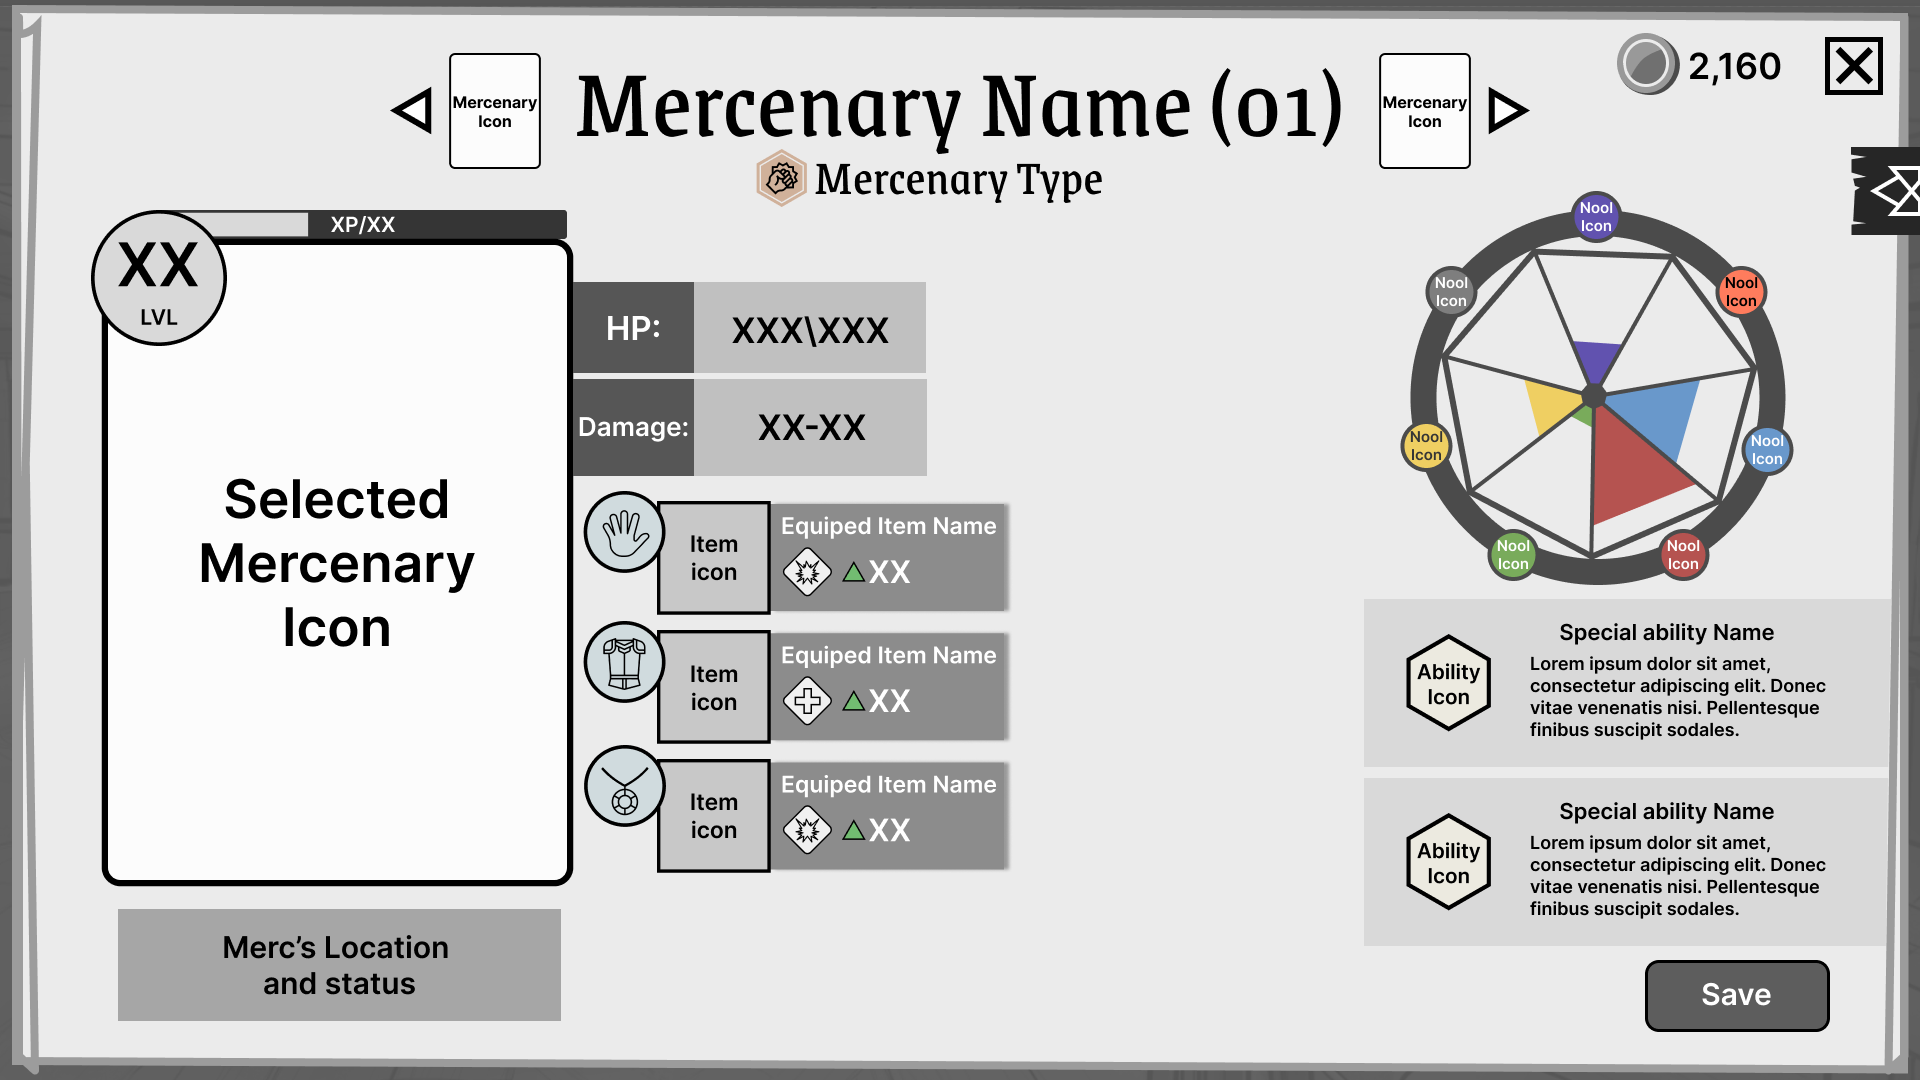 Mercenary
Icon
Mercenary Name (01)
Mercenary
Icon
2,160
Mercenary Type
XP/XX
XX
LVL
Selected
Mercenary
Icon
HP:
XXX\XXX
Damage:
XX-XX
Item
icon
Equiped Item Name
XX
Item
icon
Equiped Item Name
XX
Item
icon
Equiped Item Name
XX
Merc's Location
and status
Nool
Icon
Nool
Icon
Nool
Icon
Nool
Icon
Nool
Icon
Nool
Icon
Nool
Icon
Ability
Icon
Special ability Name
Lorem ipsum dolor sit amet,
consectetur adipiscing elit. Donec
vitae venenatis nisi. Pellentesque
finibus suscipit sodales.
Ability
Icon
Special ability Name
Lorem ipsum dolor sit amet,
consectetur adipiscing elit. Donec
vitae venenatis nisi. Pellentesque
finibus suscipit sodales.
Save